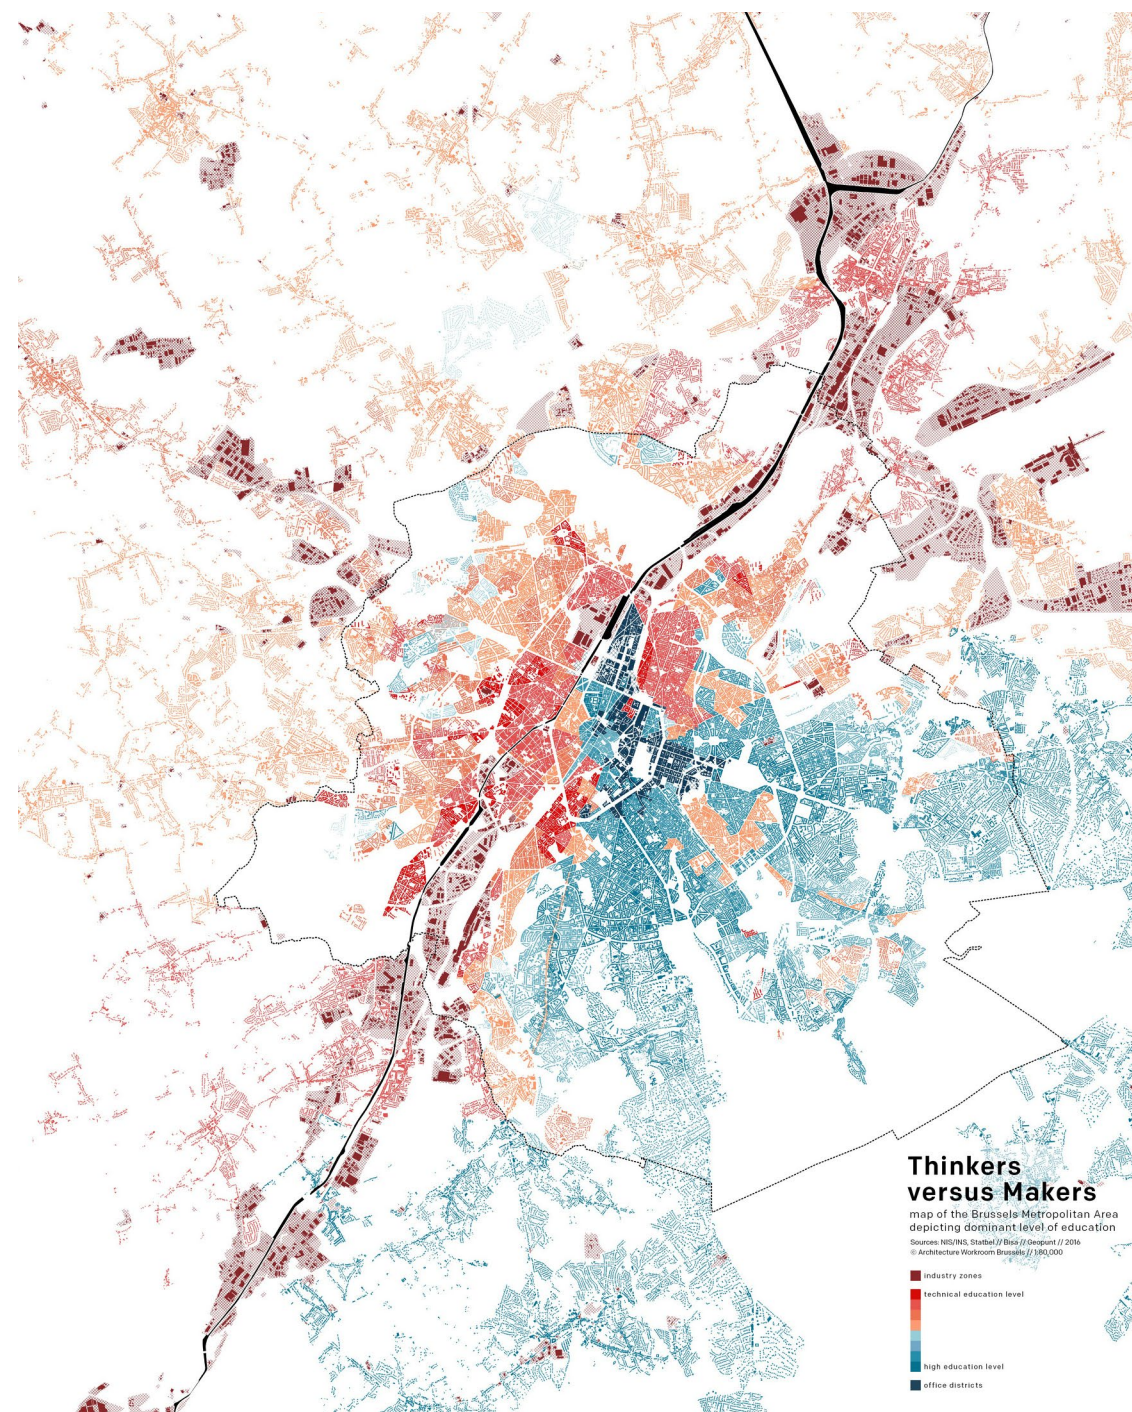 Thinkers
versus Makers
map of the Brussels Metropolitan Area
depicting dominant level of education
Sources: NIS/INS, Statbel // Bisa // Geopunt // 2016
© Architecture Workroom Brussels // 1:80,000
industry zones
technical education level
high education level
office districts